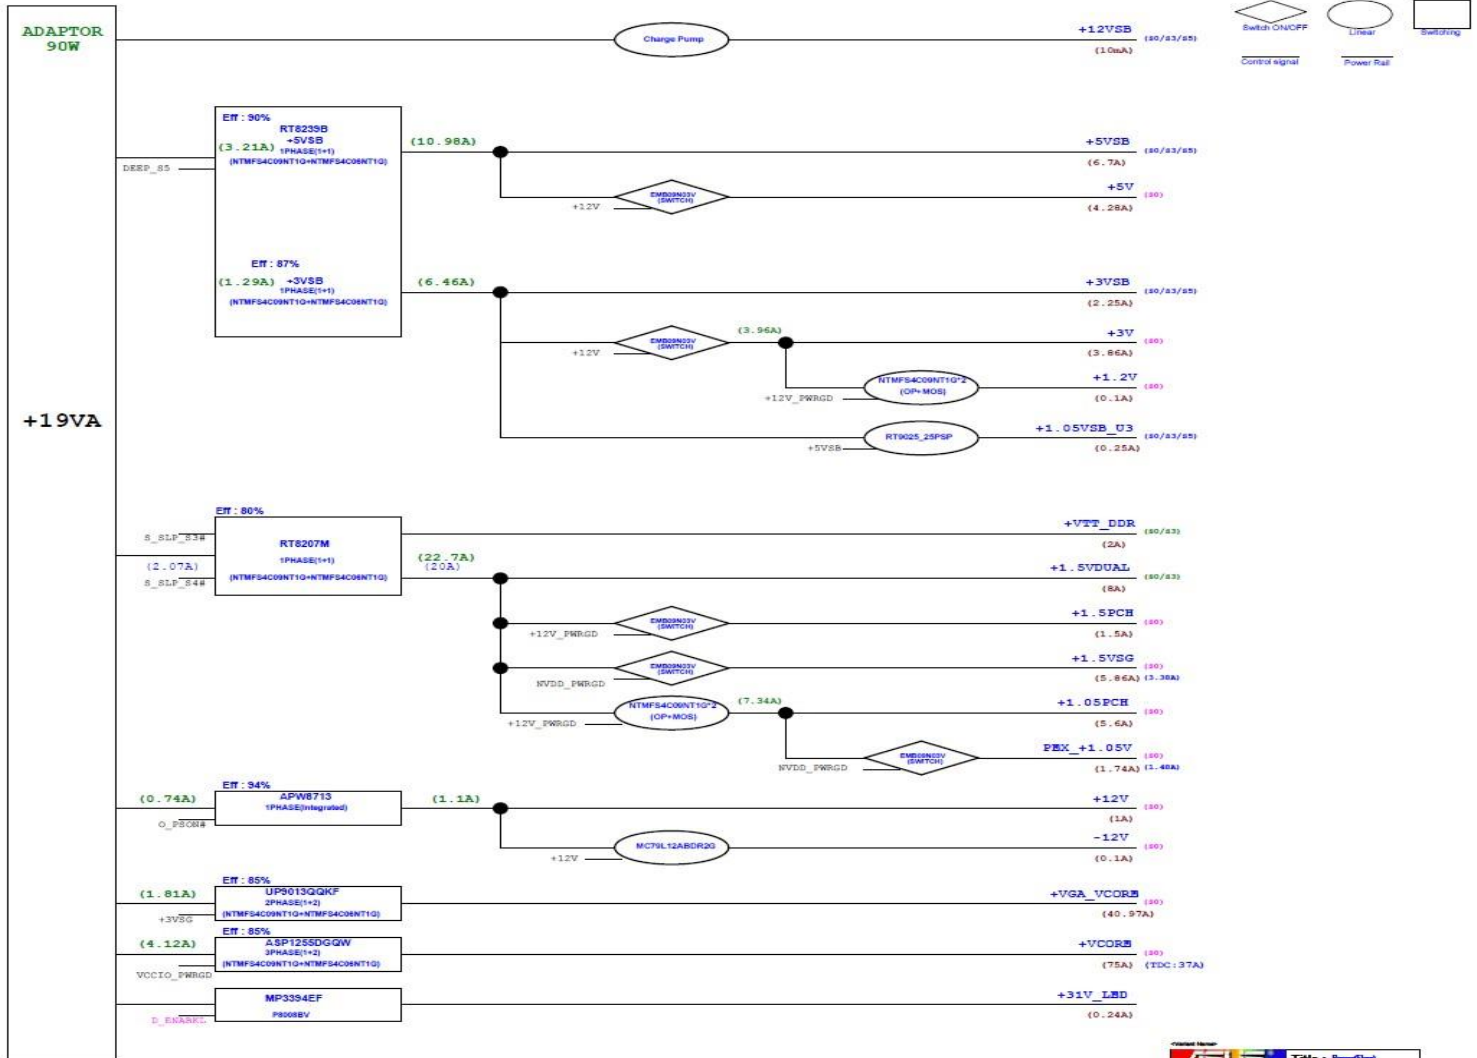 ADAPTOR
90W
+19VA
Charge Pump
+12VSB
(S0/S3/S5)
(10mA)
Switch ON/OFF
Linear
Switching
Control signal
Power Rail
Eff : 90%
RT8239B
+5VSB
(3.21A)
1PHASE(1+1)
(NTMFS4C09NT1G+NTMFS4C06NT1G)
DEEP_S5
(10.98A)
+5VSB
(S0/S3/S5)
(6.7A)
EMB09N03V
(SWITCH)
+12V
+5V
(S0)
(4.28A)
Eff : 87%
(1.29A)
+3VSB
1PHASE(1+1)
(NTMFS4C09NT1G+NTMFS4C06NT1G)
(6.46A)
+3VSB
(S0/S3/S5)
(2.25A)
EMB09N03V
(SWITCH)
+12V
(3.96A)
+3V
(S0)
(3.86A)
NTMFS4C09NT1G*2
(OP+MOS)
+12V_PWRGD
+1.2V
(S0)
(0.1A)
RT9025_25PSP
+5VSB
+1.05VSB_U3
(S0/S3/S5)
(0.25A)
Eff : 80%
S_SLP_S3#
RT8207M
(2.07A)
1PHASE(1+1)
S_SLP_S4#
(NTMFS4C09NT1G+NTMFS4C06NT1G)
(22.7A)
(20A)
+VTT_DDR
(S0/S3)
(2A)
+1.5VDUAL
(S0/S3)
(8A)
EMB09N03V
(SWITCH)
+12V_PWRGD
+1.5PCH
(S0)
(1.5A)
EMB09N03V
(SWITCH)
NVDD_PWRGD
+1.5VSG
(S0)
(5.86A) (3.38A)
NTMFS4C09NT1G*2
(OP+MOS)
+12V_PWRGD
(7.34A)
+1.05PCH
(S0)
(5.6A)
EMB09N03V
(SWITCH)
NVDD_PWRGD
PEX_+1.05V
(S0)
(1.74A) (1.48A)
Eff : 94%
(0.74A)
APW8713
1PHASE(Integrated)
O_PSON#
(1.1A)
+12V
(S0)
(1A)
MC79L12ABDR2G
+12V
-12V
(S0)
(0.1A)
Eff : 85%
(1.81A)
UP9013QQKF
2PHASE(1+2)
(NTMFS4C09NT1G+NTMFS4C06NT1G)
+3VSG
+VGA_VCORE
(S0)
(40.97A)
Eff : 85%
(4.12A)
ASP1255DGQW
3PHASE(1+2)
(NTMFS4C09NT1G+NTMFS4C06NT1G)
VCCIO_PWRGD
+VCORE
(S0)
(75A) (TDC:37A)
MP3394EF
P8008BV
D_ENABKL
+31V_LED
(0.24A)
<Variant Name>
Title :